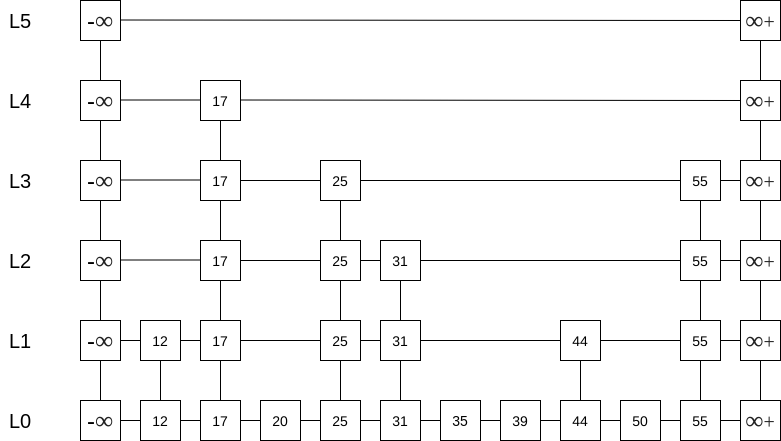 L5 -∞ ∞+
L4 -∞ 17 ∞+
L3 -∞ 17 25 55 ∞+
L2 -∞ 17 25 31 55 ∞+
L1 -∞ 12 17 25 31 44 55 ∞+
L0 -∞ 12 17 20 25 31 35 39 44 50 55 ∞+